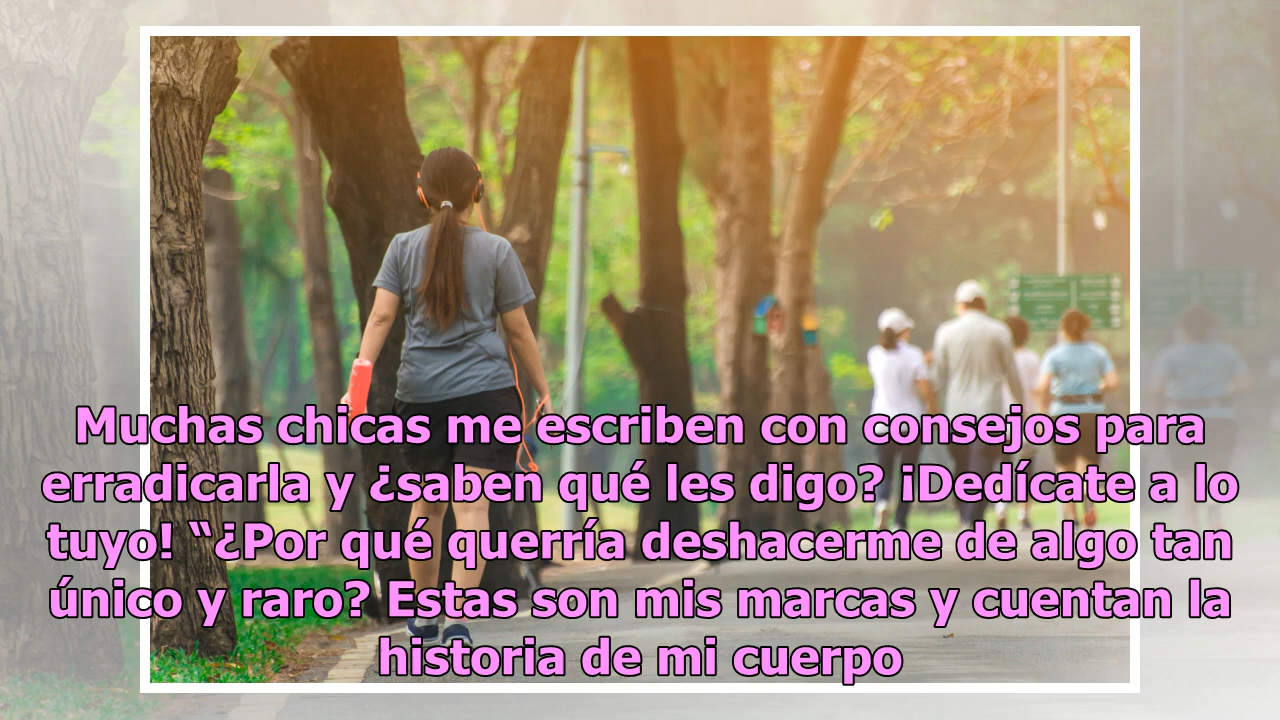 Muchas chicas me escriben con consejos para
erradicarla y ¿saben qué les digo? ¡Dedícate a lo
tuyo! “¿Por qué querría deshacerme de algo tan
único y raro? Estas son mis marcas y cuentan la
historia de mi cuerpo